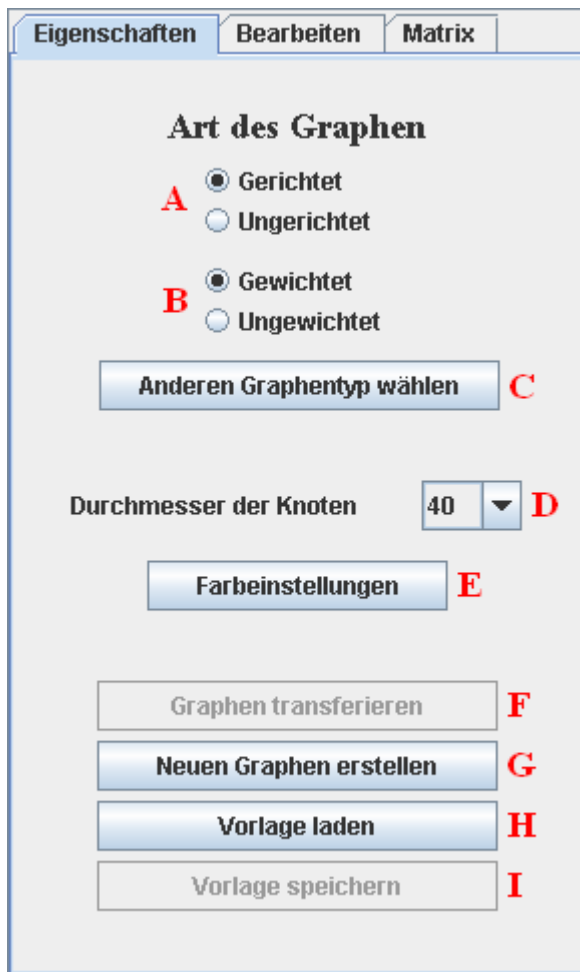 Eigenschaften Bearbeiten Matrix
Art des Graphen
A Gerichtet
Ungerichtet
B Gewichtet
Ungewichtet
Anderen Graphentyp wählen C
Durchmesser der Knoten 40 D
Farbeinstellungen E
Graphen transferieren F
Neuen Graphen erstellen G
Vorlage laden H
Vorlage speichern I